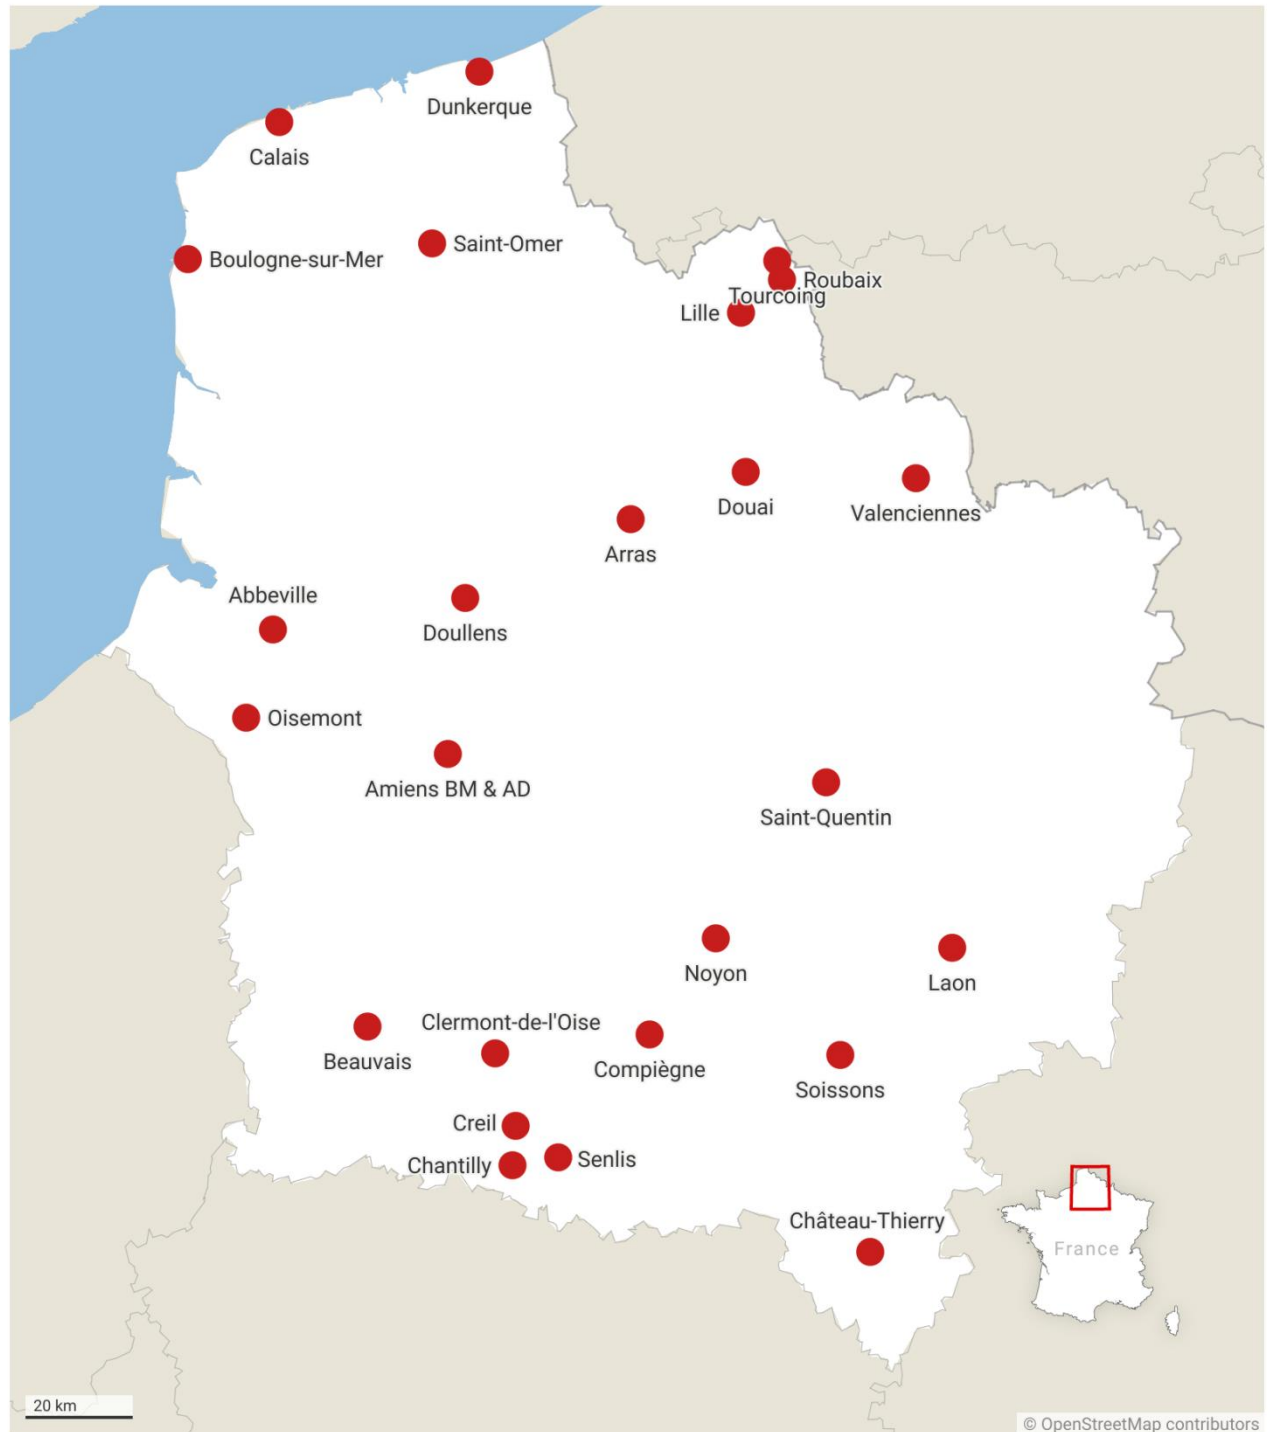 Dunkerque
Calais
Saint-Omer
Boulogne-sur-Mer
Roubaix
Tourcoing
Lille
Douai
Valenciennes
Arras
Abbeville
Doullens
Oisemont
Amiens BM & AD
Saint-Quentin
Noyon
Laon
Clermont-de-l'Oise
Beauvais
Compiègne
Soissons
Creil
Senlis
Chantilly
Château-Thierry
France
20 km
© OpenStreetMap contributors